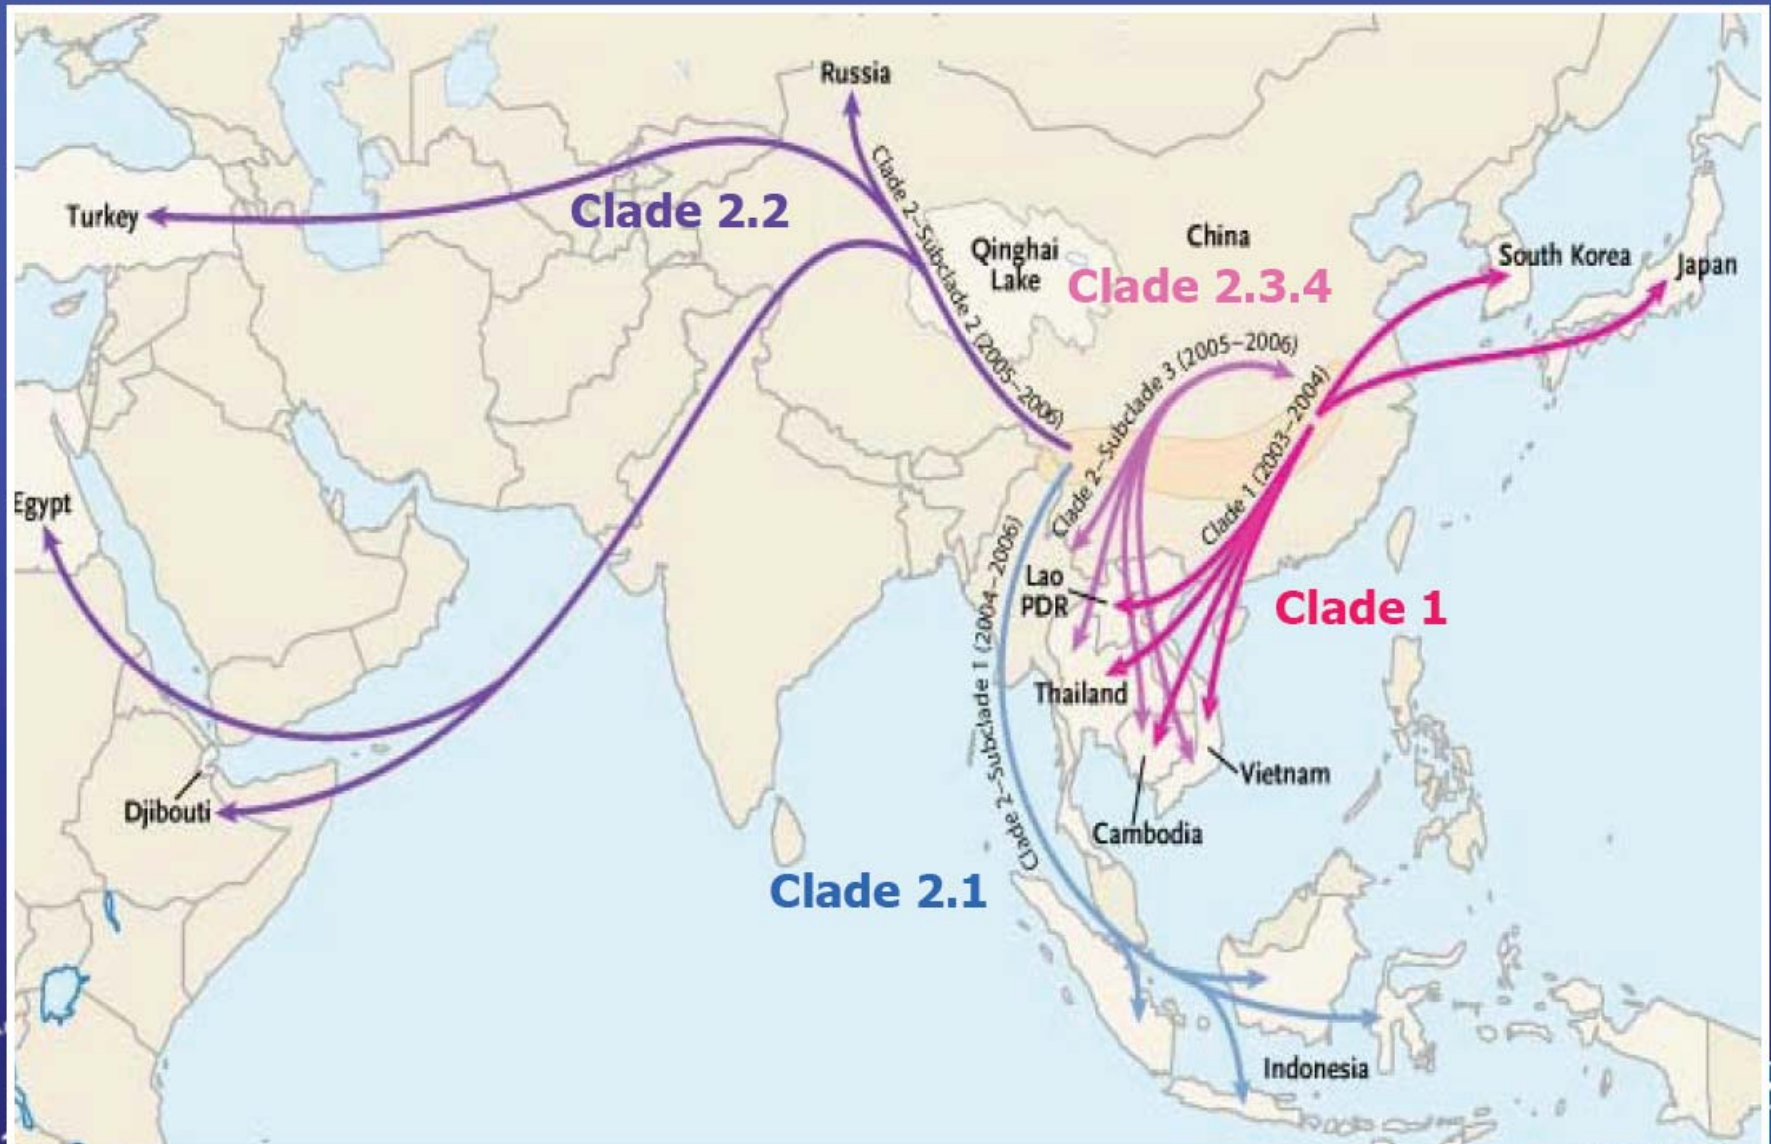 Russia
Clade 2–Subclade 2 (2005–2006)
Turkey
Clade 2.2
Qinghai
Lake
China
South Korea
Japan
Clade 2.3.4
Clade 2–Subclade 3 (2005–2006)
Clade 1 (2003–2004)
Egypt
Clade 2–Subclade 1 (2004–2006)
Lao
PDR
Clade 1
Thailand
Vietnam
Djibouti
Cambodia
Clade 2.1
Indonesia